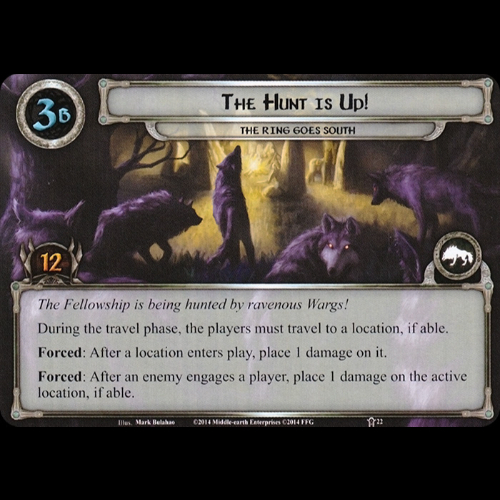 3B
THE HUNT IS UP!
THE RING GOES SOUTH
12
The Fellowship is being hunted by ravenous Wargs!
During the travel phase, the players must travel to a location, if able.
Forced: After a location enters play, place 1 damage on it.
Forced: After an enemy engages a player, place 1 damage on the active
location, if able.
Illus. Mark Bulahao ©2014 Middle-earth Enterprises ©2014 FFG 22